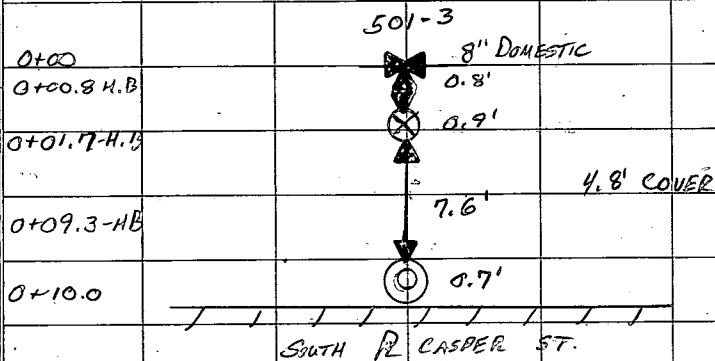 501-3
0+00
8" DOMESTIC
0+00.8 H.B
0.8'
0+01.7-H.B
0.9'
4.8' COVER
7.6'
0+09.3-HB
0+10.0
0.7'
SOUTH PL CASPER ST.